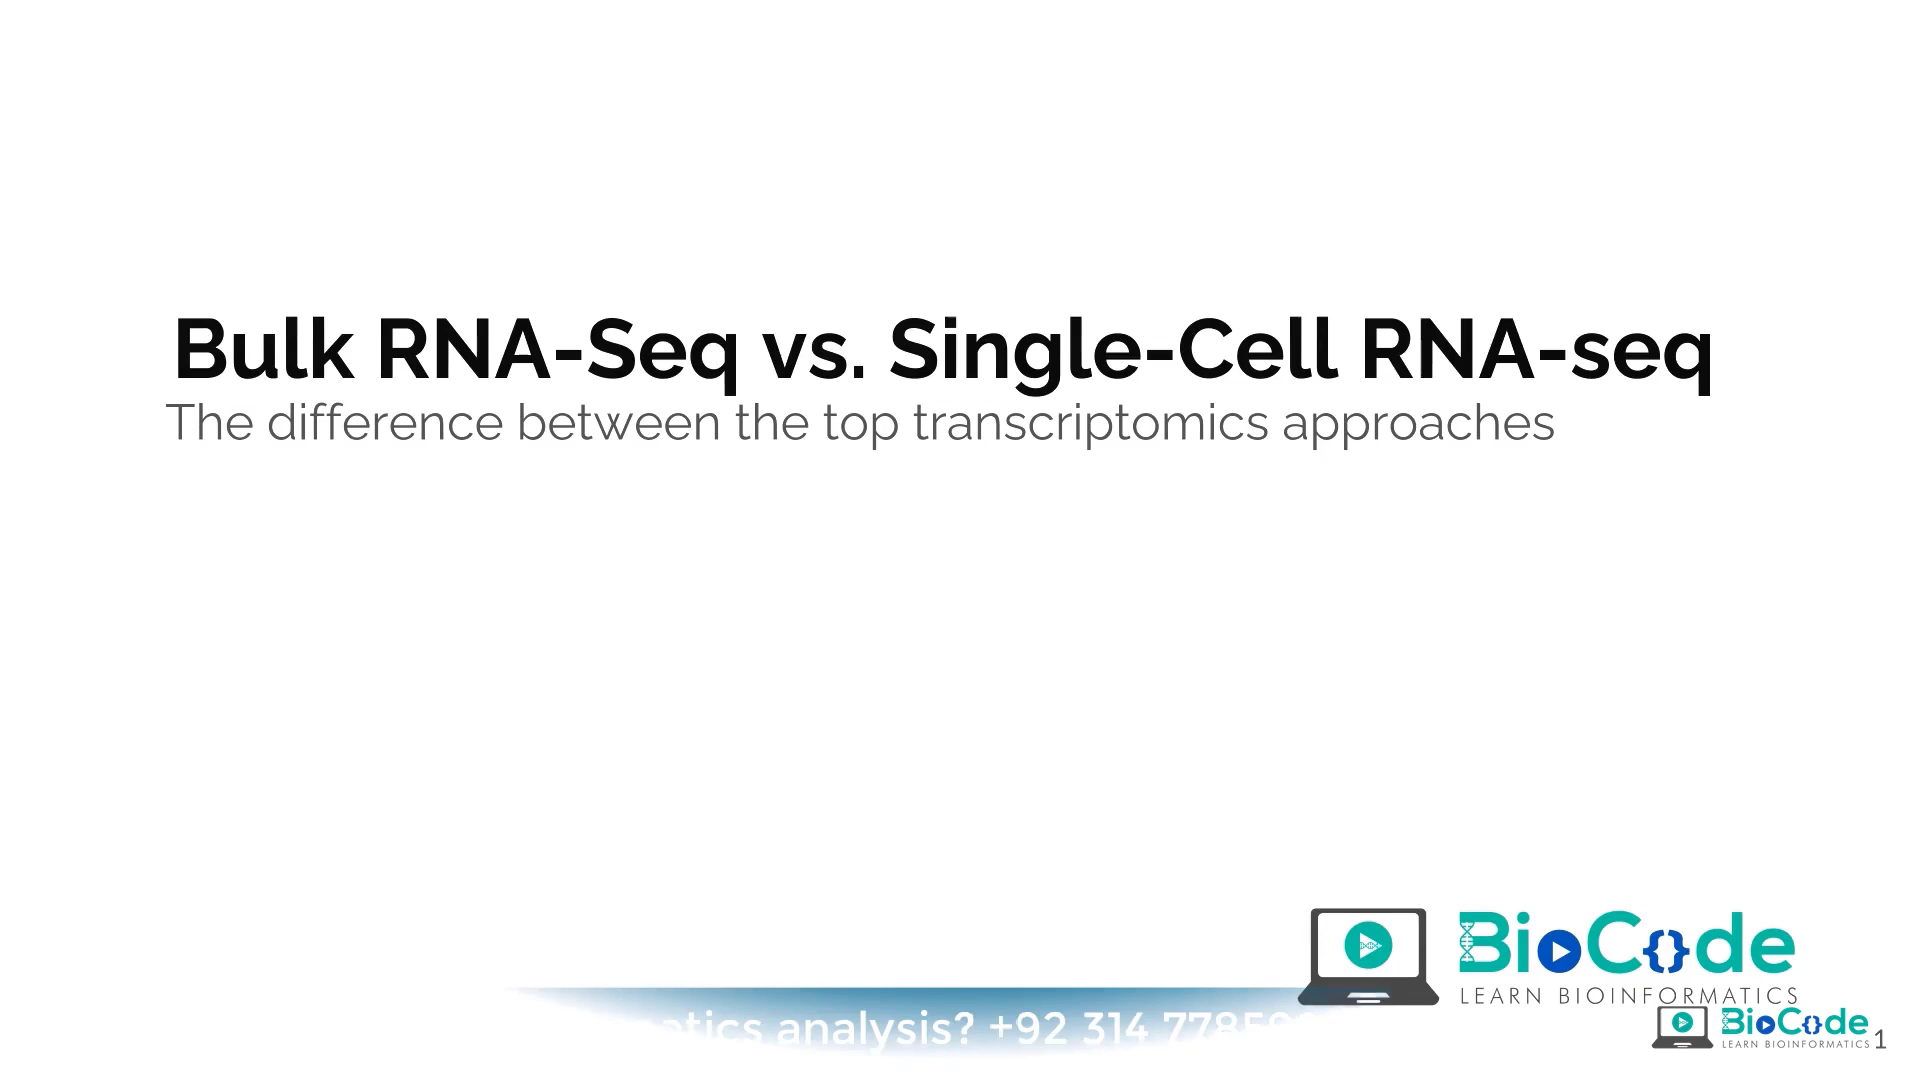 Bulk RNA-Seq vs. Single-Cell RNA-seq
The difference between the top transcriptomics approaches
BioCode
LEARN BIOINFORMATICS
analysis? +92 314
BioCode
LEARN BIOINFORMATICS
1